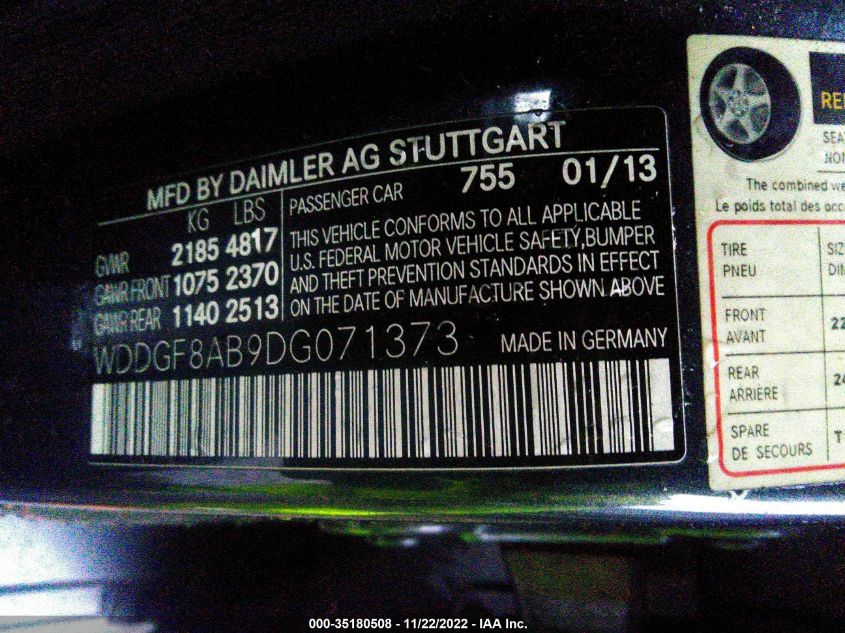 MFD BY DAIMLER AG STUTTGART
KG LBS
GVWR 2185 4817
GAWR FRONT 1075 2370
GAWR REAR 1140 2513
PASSENGER CAR 755 01/13
THIS VEHICLE CONFORMS TO ALL APPLICABLE
U.S. FEDERAL MOTOR VEHICLE SAFETY,BUMPER
AND THEFT PREVENTION STANDARDS IN EFFECT
ON THE DATE OF MANUFACTURE SHOWN ABOVE
WDDGF8AB9DG071373 MADE IN GERMANY
The combined
Le poids total des
TIRE
PNEU
FRONT
AVANT
REAR
ARRIÈRE
SPARE
DE SECOURS
000-35180508 - 11/22/2022 - IAA Inc.